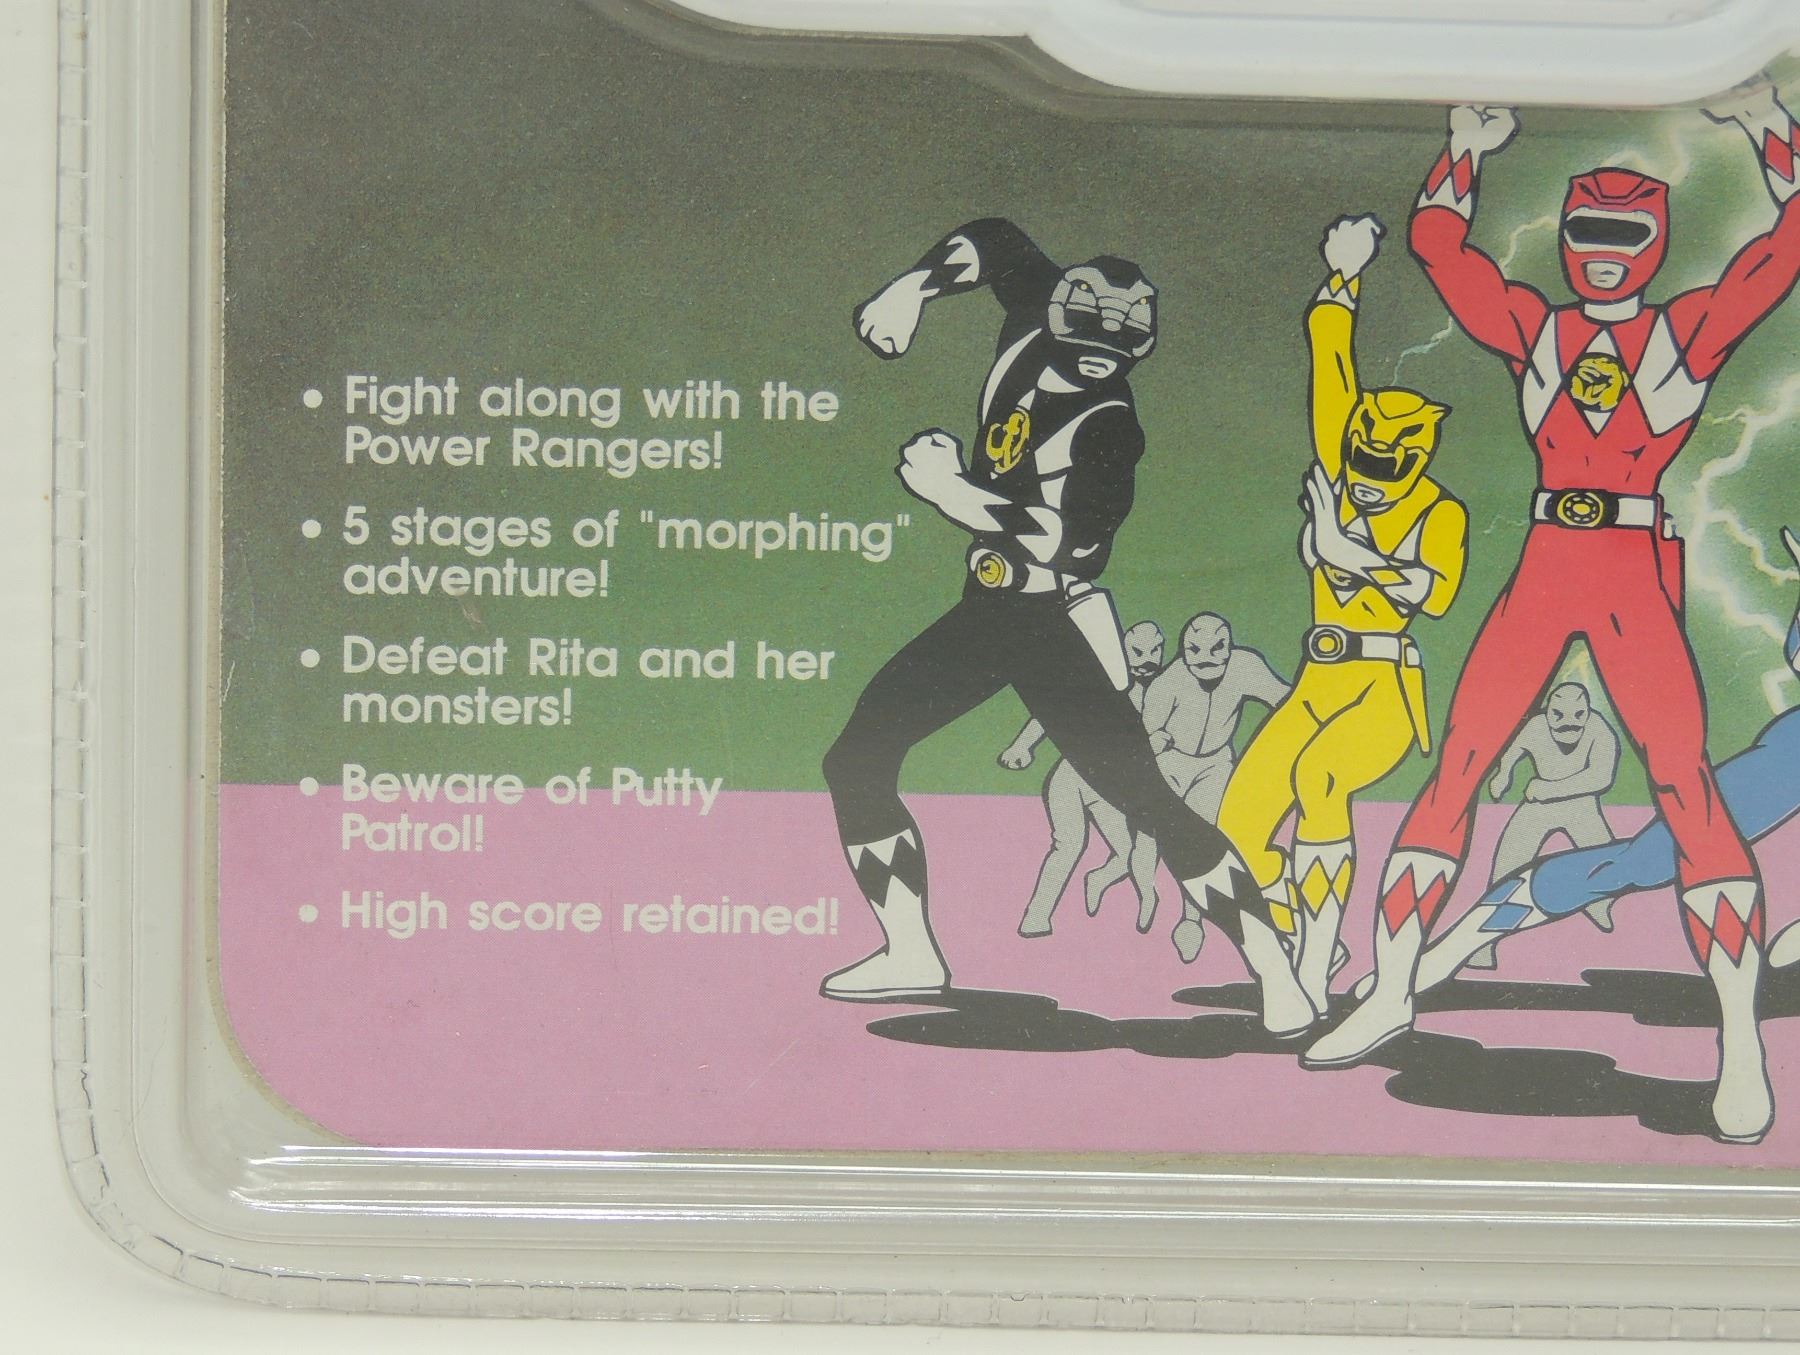 • Fight along with the
Power Rangers!
• 5 stages of "morphing"
adventure!
• Defeat Rita and her
monsters!
• Beware of Putty
Patrol!
• High score retained!